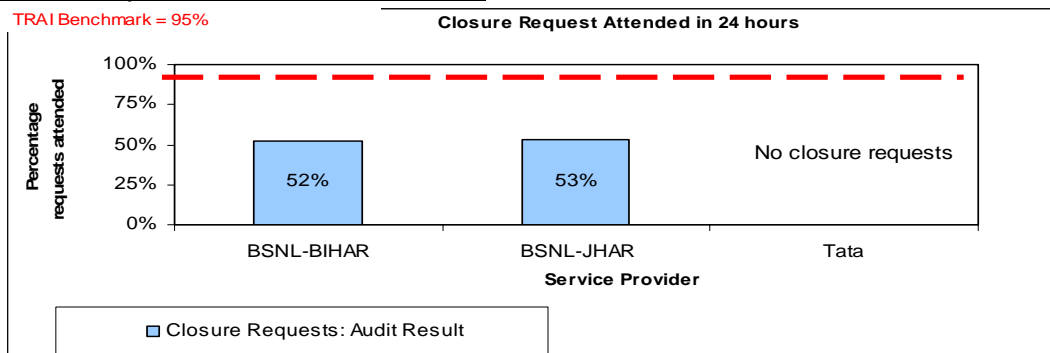 TRAI Benchmark = 95%
Closure Request Attended in 24 hours
Percentage
requests attended
100%
75%
50%
25%
0%
52%
53%
No closure requests
BSNL-BIHAR
BSNL-JHAR
Tata
Service Provider
Closure Requests: Audit Result